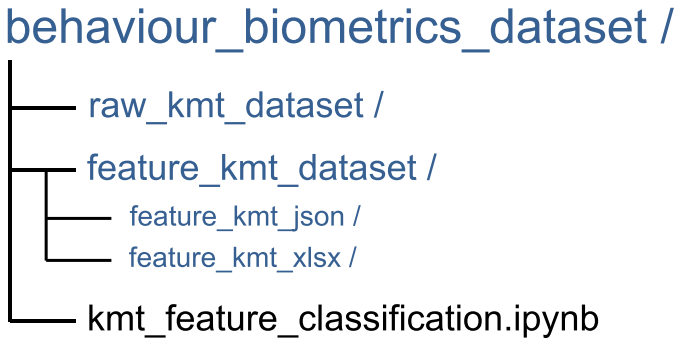 behaviour_biometrics_dataset /
raw_kmt_dataset /
feature_kmt_dataset /
feature_kmt_json /
feature_kmt_xlsx /
kmt_feature_classification.ipynb